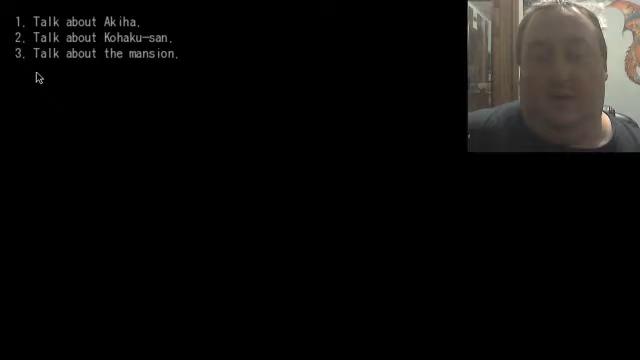 1. Talk about Akiha.
2. Talk about Kohaku-san.
3. Talk about the mansion.